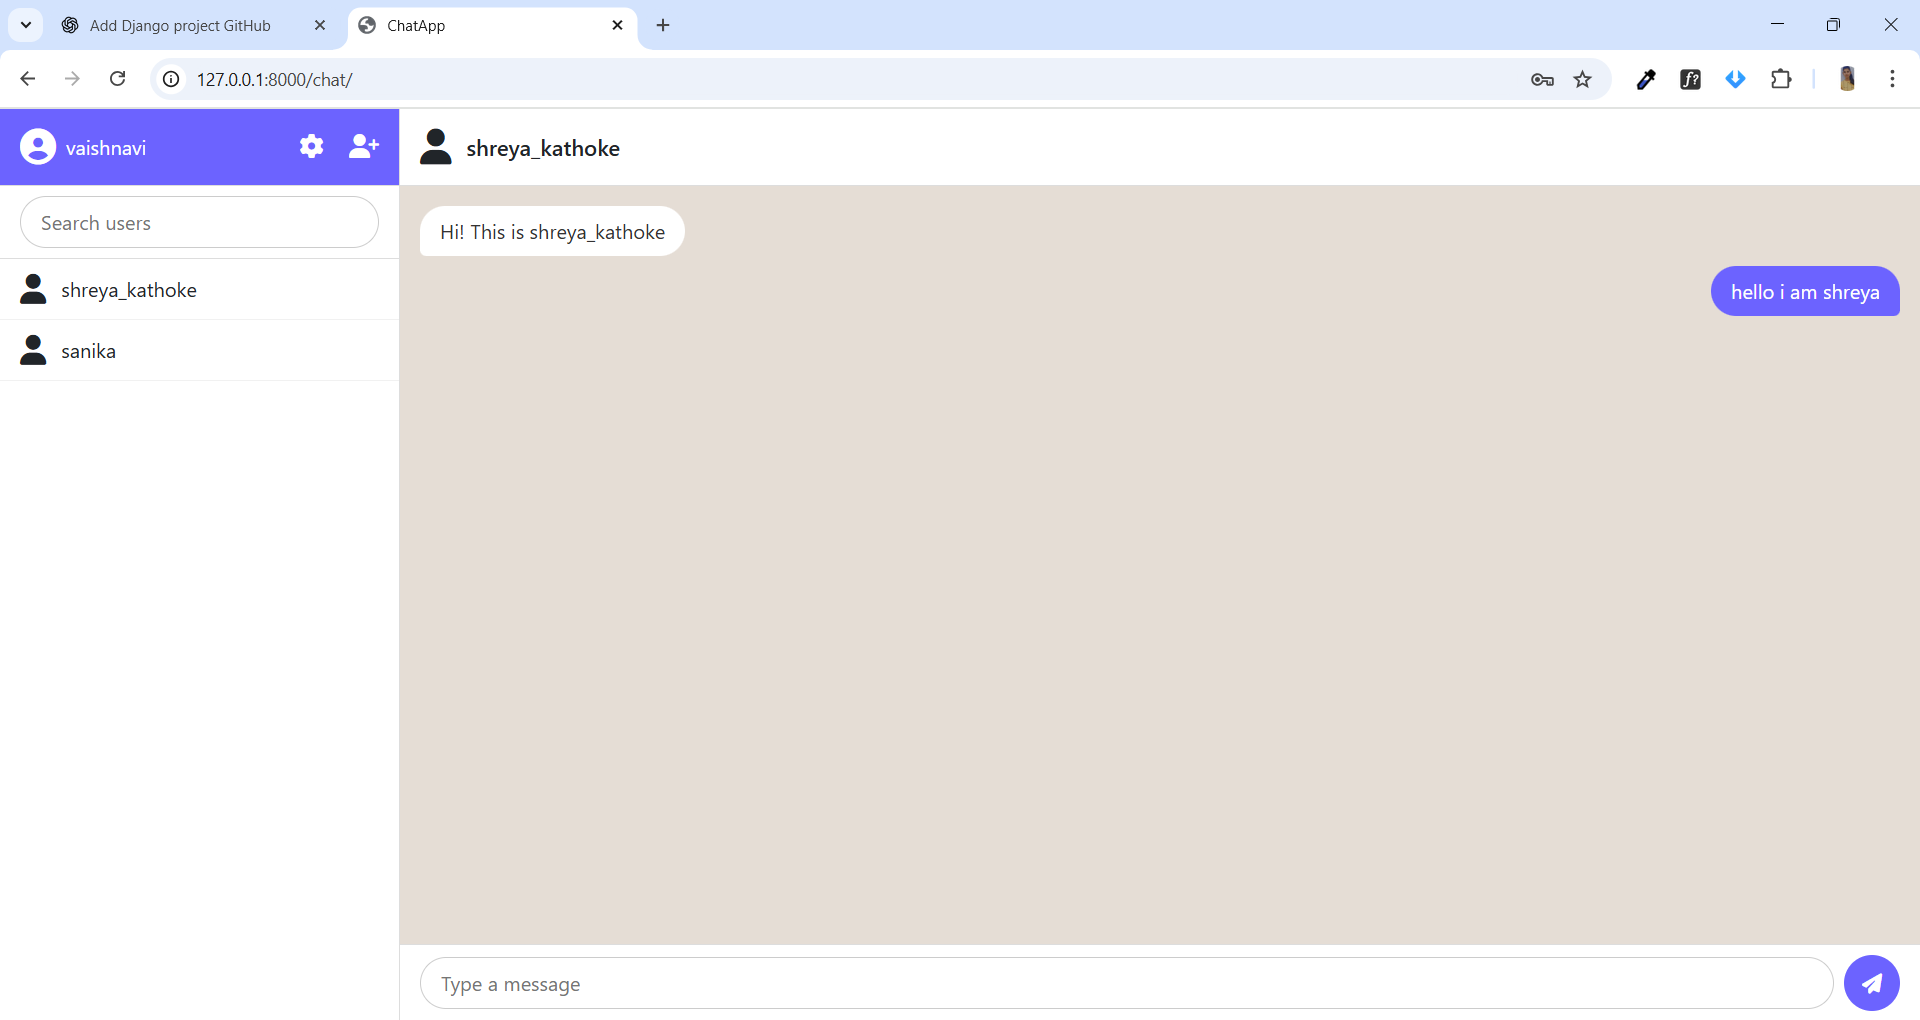 Add Django project GitHub
ChatApp
127.0.0.1:8000/chat/
f?
vaishnavi
shreya_kathoke
Search users
shreya_kathoke
sanika
Hi! This is shreya_kathoke
hello i am shreya
Type a message